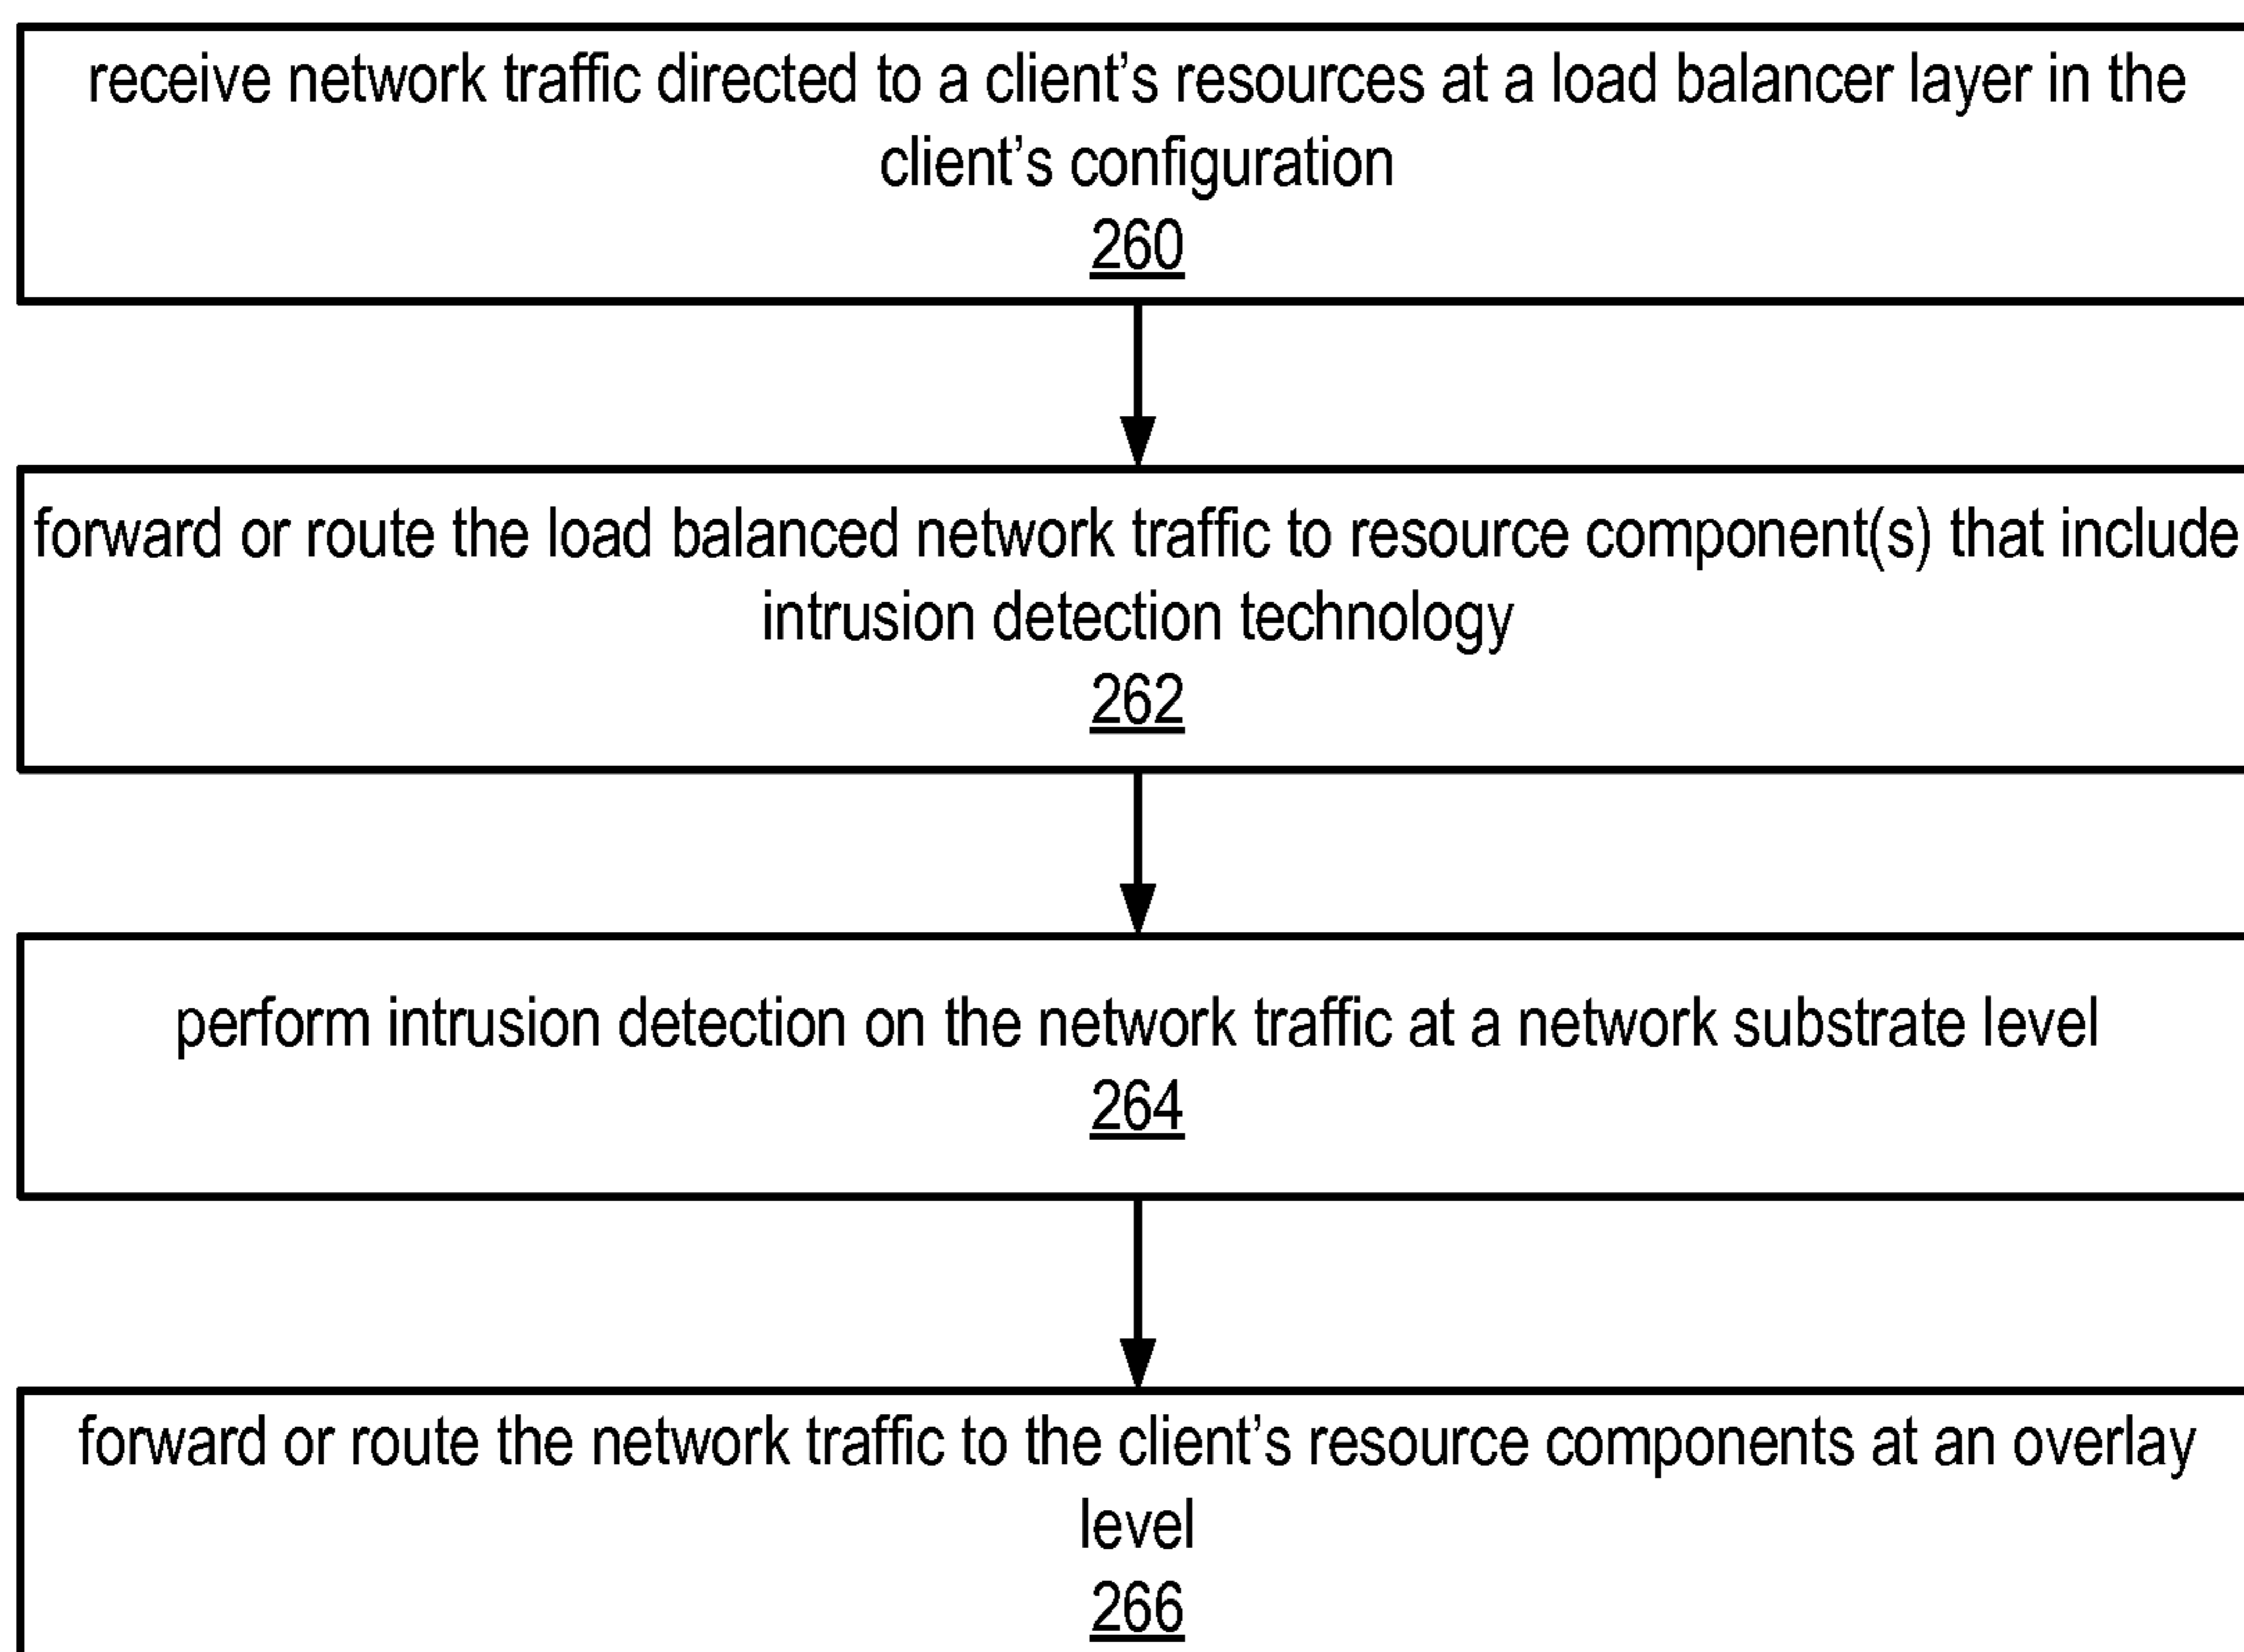 receive network traffic directed to a client’s resources at a load balancer layer in the
client’s configuration
260
forward or route the load balanced network traffic to resource component(s) that include
intrusion detection technology
262
perform intrusion detection on the network traffic at a network substrate level
264
forward or route the network traffic to the client’s resource components at an overlay
level
266